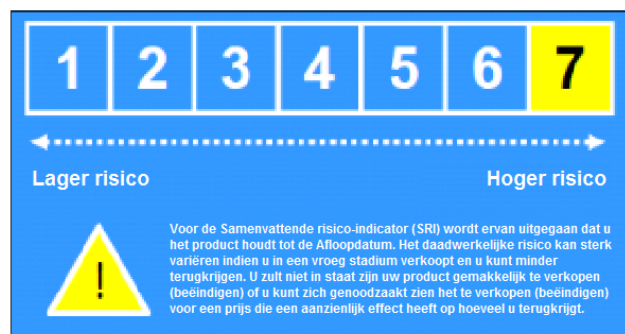 1 2 3 4 5 6 7
Lager risico Hoger risico
Voor de Samenvattende risico-indicator (SRI) wordt ervan uitgegaan dat u
het product houdt tot de Afloopdatum. Het daadwerkelijke risico kan sterk
variëren indien u in een vroeg stadium verkoopt en u kunt minder
terugkrijgen. U zult niet in staat zijn uw product gemakkelijk te verkopen
(beëindigen) of u kunt zich genoodzaakt zien het te verkopen (beëindigen)
voor een prijs die een aanzienlijk effect heeft op hoeveel u terugkrijgt.
!